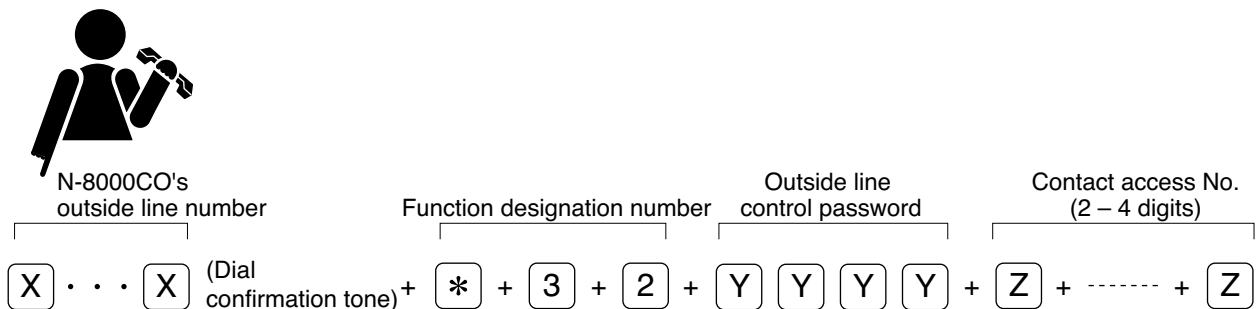 N-8000CO's
outside line number
Function designation number
Outside line
control password
Contact access No.
(2 – 4 digits)
X · · · X (Dial
confirmation tone) + * + 3 + 2 + Y Y Y Y + Z + ------- + Z